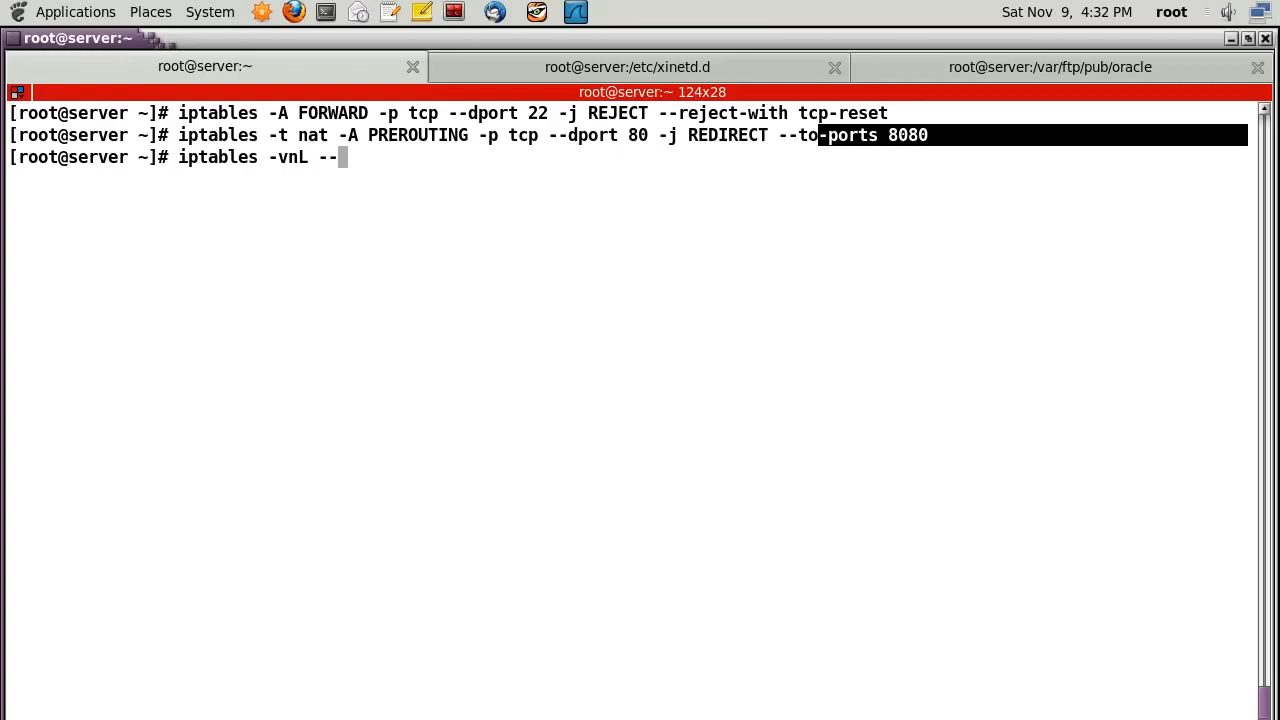 Applications Places System Sat Nov 9, 4:32 PM root
root@server:~
root@server:~ root@server:/etc/xinetd.d root@server:/var/ftp/pub/oracle
root@server:~ 124x28
[root@server ~]# iptables -A FORWARD -p tcp --dport 22 -j REJECT --reject-with tcp-reset
[root@server ~]# iptables -t nat -A PREROUTING -p tcp --dport 80 -j REDIRECT --to-ports 8080
[root@server ~]# iptables -vnL --